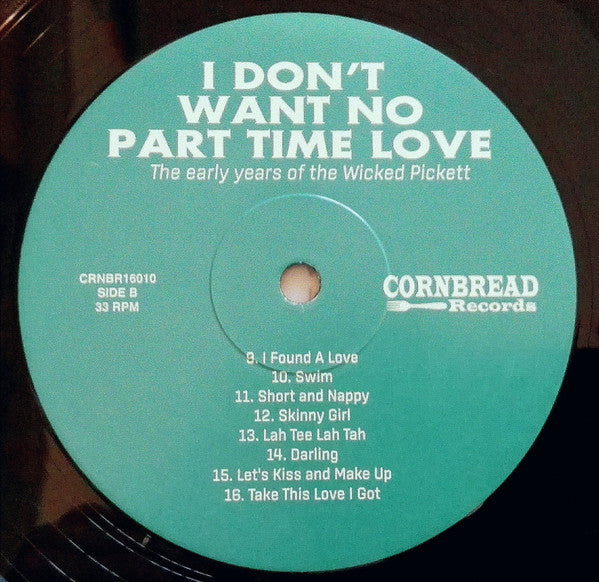 I DON'T
WANT NO
PART TIME LOVE
The early years of the Wicked Pickett
CRNBR16010
SIDE B
33 RPM
CORNBREAD
Records
9. I Found A Love
10. Swim
11. Short and Nappy
12. Skinny Girl
13. Lah Tee Lah Tah
14. Darling
15. Let's Kiss and Make Up
16. Take This Love I Got